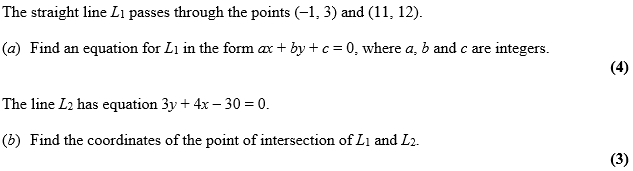 The straight line L₁ passes through the points (−1, 3) and (11, 12).
(a) Find an equation for L₁ in the form ax + by + c = 0, where a, b and c are integers.
(4)
The line L₂ has equation 3y + 4x – 30 = 0.
(b) Find the coordinates of the point of intersection of L₁ and L₂.
(3)